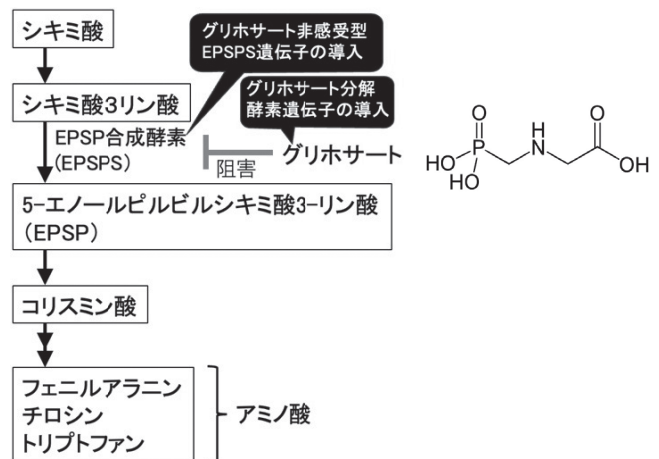 シキミ酸
グリホサート非感受型
EPSPS遺伝子の導入
シキミ酸3リン酸
グリホサート分解
酵素遺伝子の導入
EPSP合成酵素
(EPSPS)
阻害
グリホサート
5-エノールピルビルシキミ酸3-リン酸
(EPSP)
コリスミン酸
フェニルアラニン
チロシン
トリプトファン
アミノ酸
O
HO
P
HO
H
N
O
OH